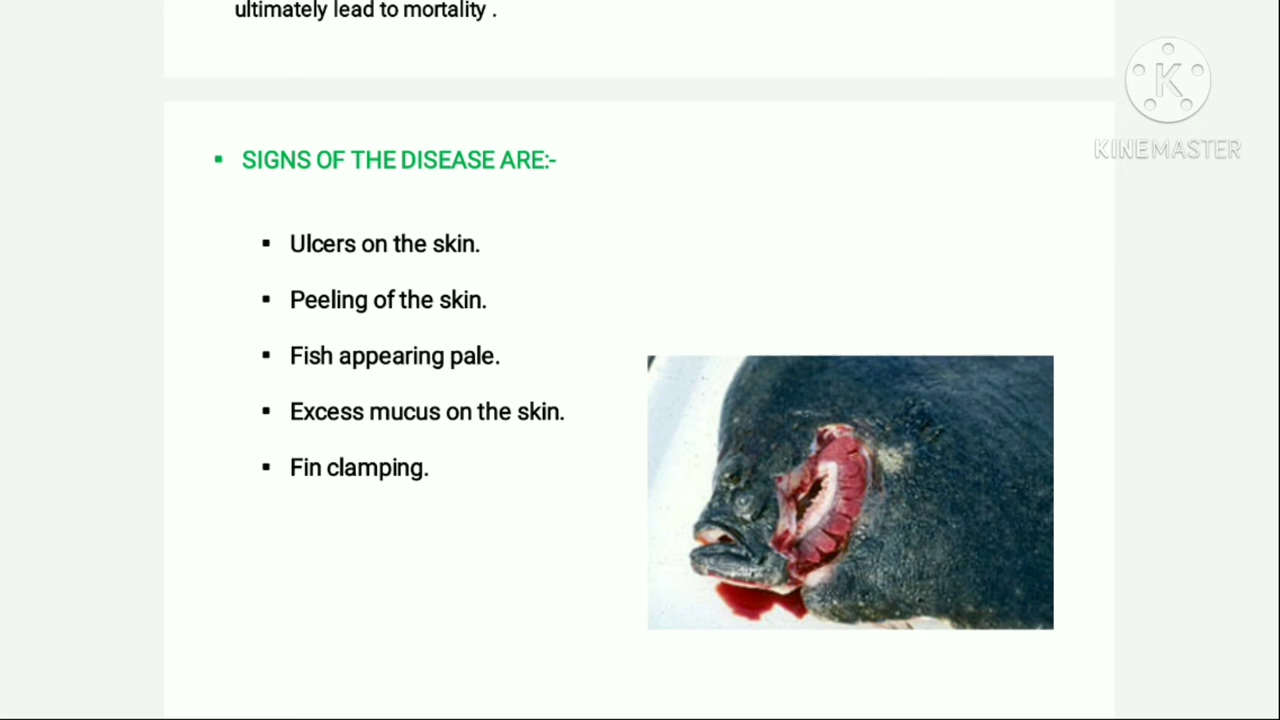 ultimately lead to mortality .
K
KINEMASTER
▪ SIGNS OF THE DISEASE ARE:-
▪ Ulcers on the skin.
▪ Peeling of the skin.
▪ Fish appearing pale.
▪ Excess mucus on the skin.
▪ Fin clamping.